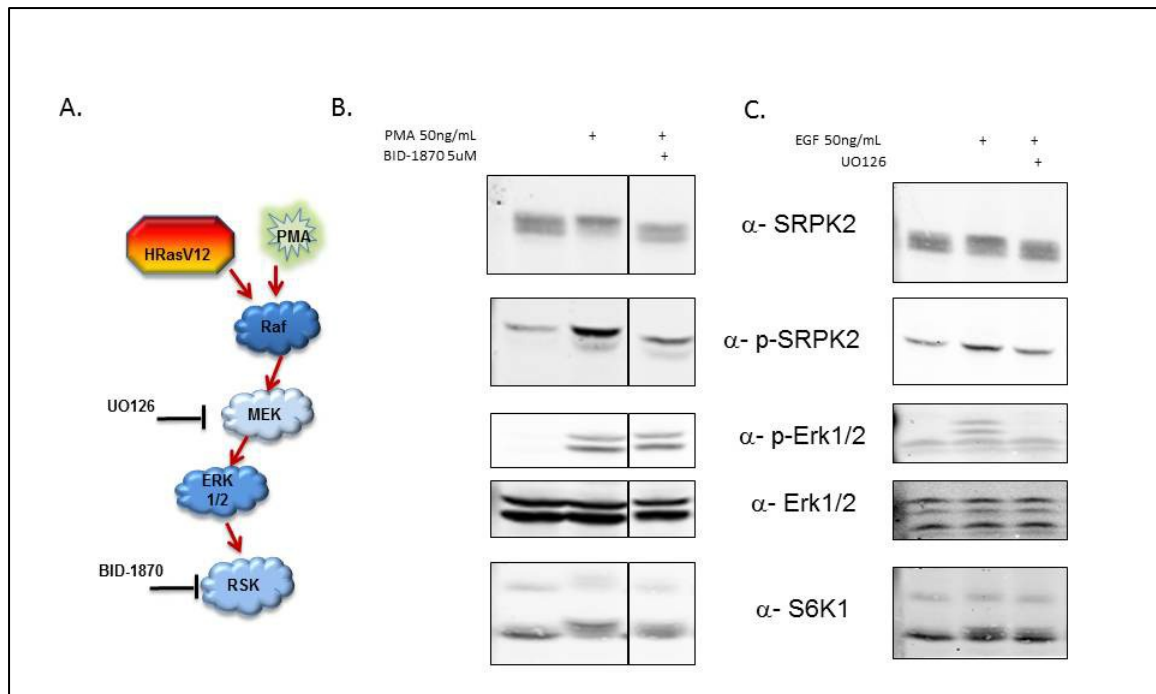 A.
HRasV12
PMA
Raf
UO126
MEK
ERK
1/2
BID-1870
RSK
B.
PMA 50ng/mL + +
BID-1870 5uM +
C.
EGF 50ng/mL + +
UO126 +
α- SRPK2
α- p-SRPK2
α- p-Erk1/2
α- Erk1/2
α- S6K1